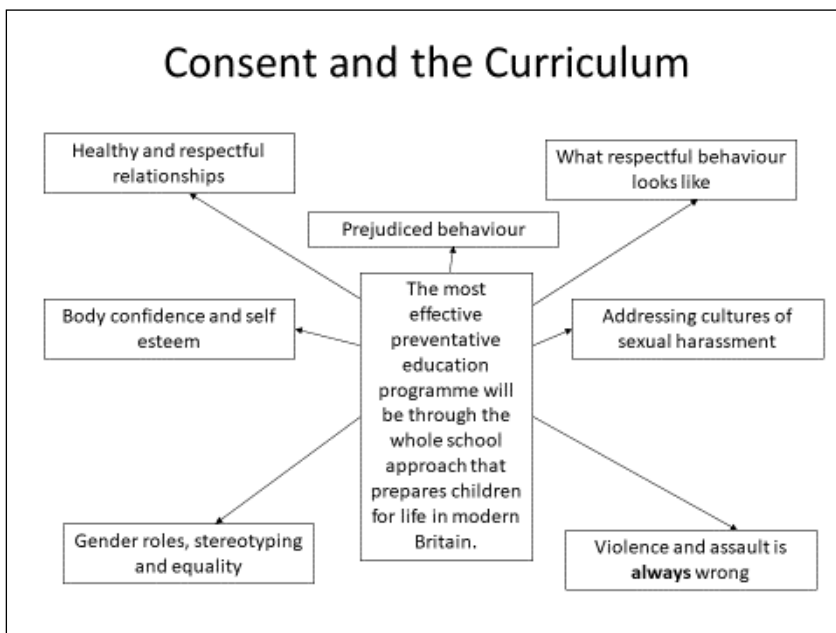 Consent and the Curriculum
Healthy and respectful
relationships
What respectful behaviour
looks like
Prejudiced behaviour
Body confidence and self
esteem
The most
effective
preventative
education
programme will
be through the
whole school
approach that
prepares children
for life in modern
Britain.
Addressing cultures of
sexual harassment
Gender roles, stereotyping
and equality
Violence and assault is
always wrong